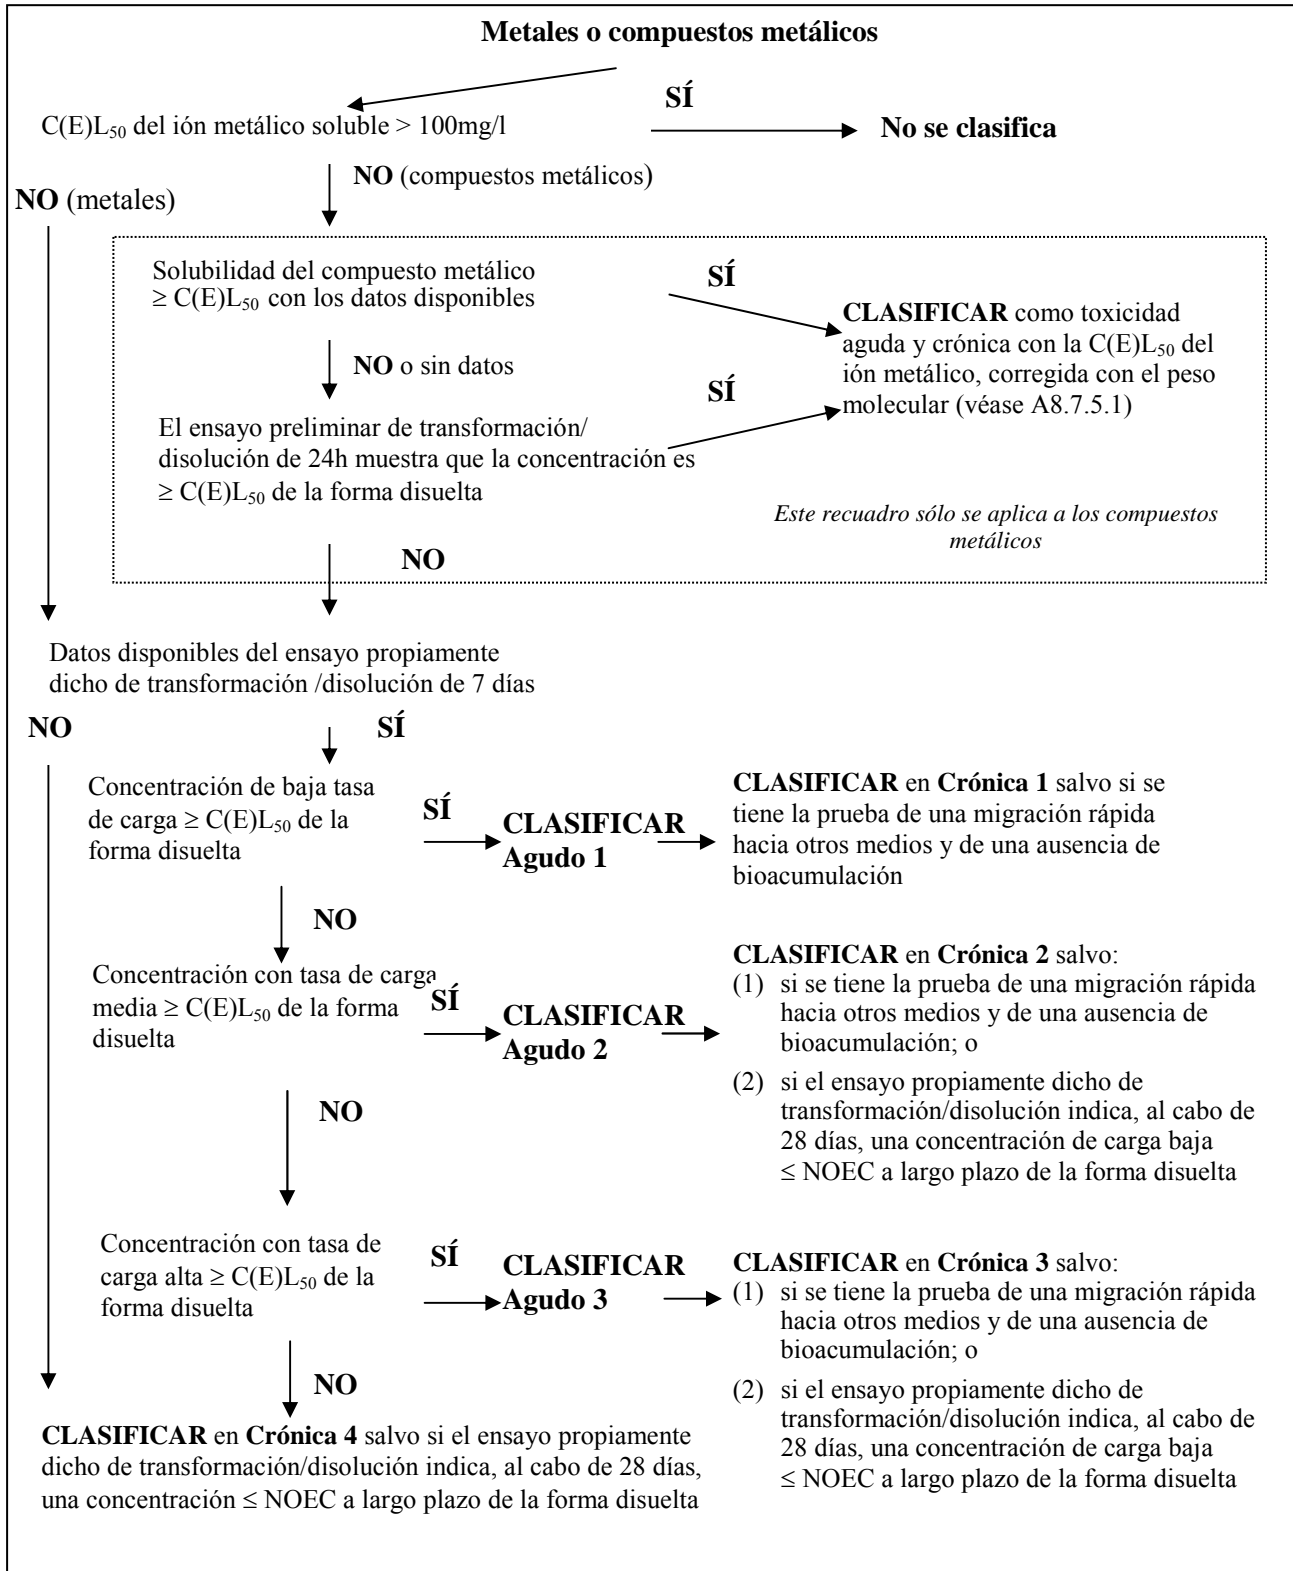 Metales o compuestos metálicos
C(E)L50 del ión metálico soluble > 100mg/l
SÍ
No se clasifica
NO (compuestos metálicos)
NO (metales)
Solubilidad del compuesto metálico
≥ C(E)L50 con los datos disponibles
SÍ
CLASIFICAR como toxicidad
aguda y crónica con la C(E)L50 del
ión metálico, corregida con el peso
molecular (véase A8.7.5.1)
NO o sin datos
SÍ
El ensayo preliminar de transformación/
disolución de 24h muestra que la concentración es
≥ C(E)L50 de la forma disuelta
Este recuadro sólo se aplica a los compuestos
metálicos
NO
Datos disponibles del ensayo propiamente
dicho de transformación /disolución de 7 días
NO
SÍ
Concentración de baja tasa
de carga ≥ C(E)L50 de la
forma disuelta
SÍ
CLASIFICAR
Agudo 1
CLASIFICAR en Crónica 1 salvo si se
tiene la prueba de una migración rápida
hacia otros medios y de una ausencia de
bioacumulación
NO
Concentración con tasa de carga
media ≥ C(E)L50 de la forma
disuelta
SÍ
CLASIFICAR
Agudo 2
CLASIFICAR en Crónica 2 salvo:
(1) si se tiene la prueba de una migración rápida
hacia otros medios y de una ausencia de
bioacumulación; o
(2) si el ensayo propiamente dicho de
transformación/disolución indica, al cabo de
28 días, una concentración de carga baja
≤ NOEC a largo plazo de la forma disuelta
NO
Concentración con tasa de
carga alta ≥ C(E)L50 de la
forma disuelta
SÍ
CLASIFICAR
Agudo 3
CLASIFICAR en Crónica 3 salvo:
(1) si se tiene la prueba de una migración rápida
hacia otros medios y de una ausencia de
bioacumulación; o
(2) si el ensayo propiamente dicho de
transformación/disolución indica, al cabo de
28 días, una concentración de carga baja
≤ NOEC a largo plazo de la forma disuelta
NO
CLASIFICAR en Crónica 4 salvo si el ensayo propiamente
dicho de transformación/disolución indica, al cabo de 28 días,
una concentración ≤ NOEC a largo plazo de la forma disuelta